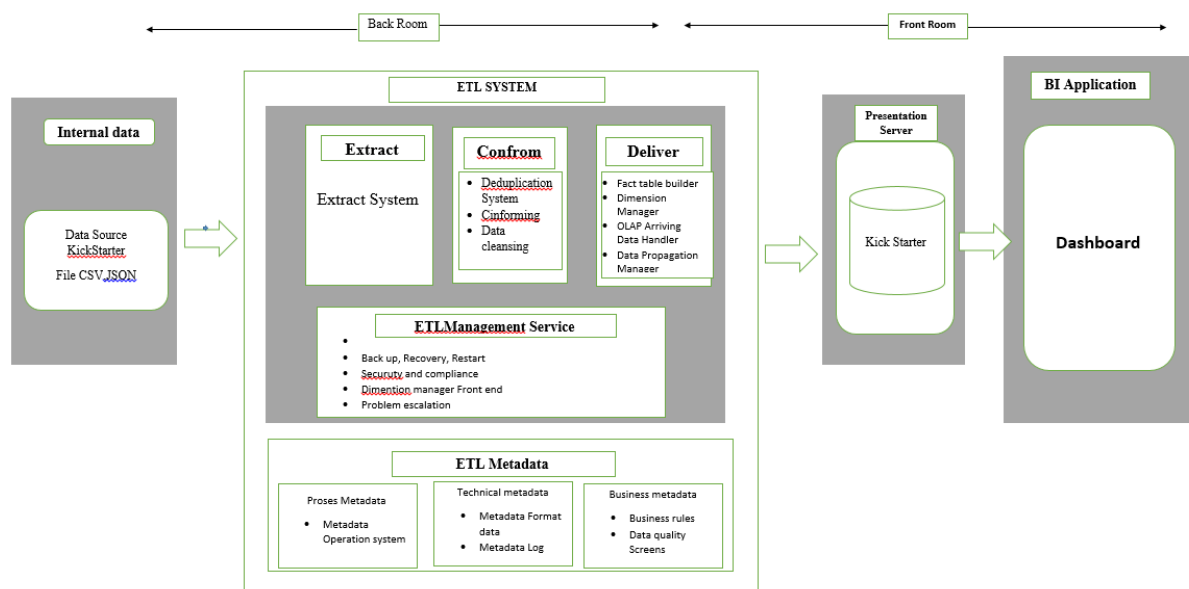 Back Room
Front Room
Internal data
Data Source
KickStarter
File CSV,JSON
ETL SYSTEM
Extract
Extract System
Confrom
• Deduplication
System
• Cinforming
• Data
cleansing
Deliver
• Fact table builder
• Dimension
Manager
• OLAP Arriving
Data Handler
• Data Propagation
Manager
ETLManagement Service
•
• Back up, Recovery, Restart
• Securuty and compliance
• Dimention manager Front end
• Problem escalation
ETL Metadata
Proses Metadata
• Metadata
Operation system
Technical metadata
• Metadata Format
data
• Metadata Log
Business metadata
• Business rules
• Data quality
Screens
Presentation
Server
Kick Starter
BI Application
Dashboard